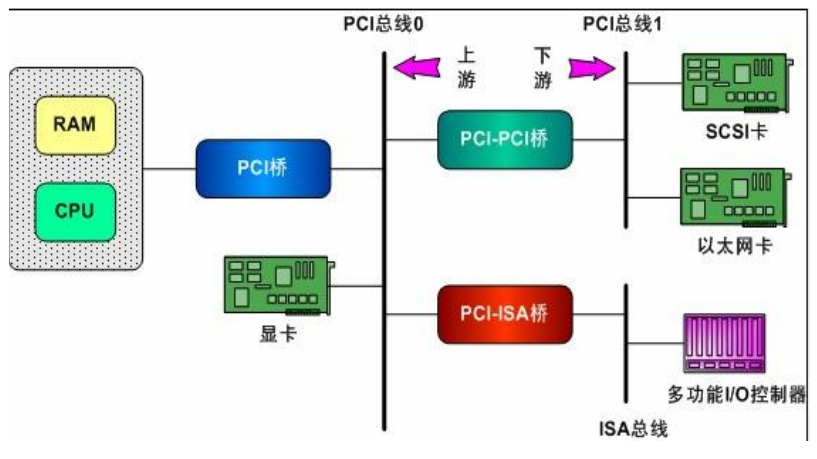 PCI总线0
PCI总线1
上游
下游
RAM
CPU
PCI桥
PCI-PCI桥
SCSI卡
以太网卡
显卡
PCI-ISA桥
多功能I/O控制器
ISA总线